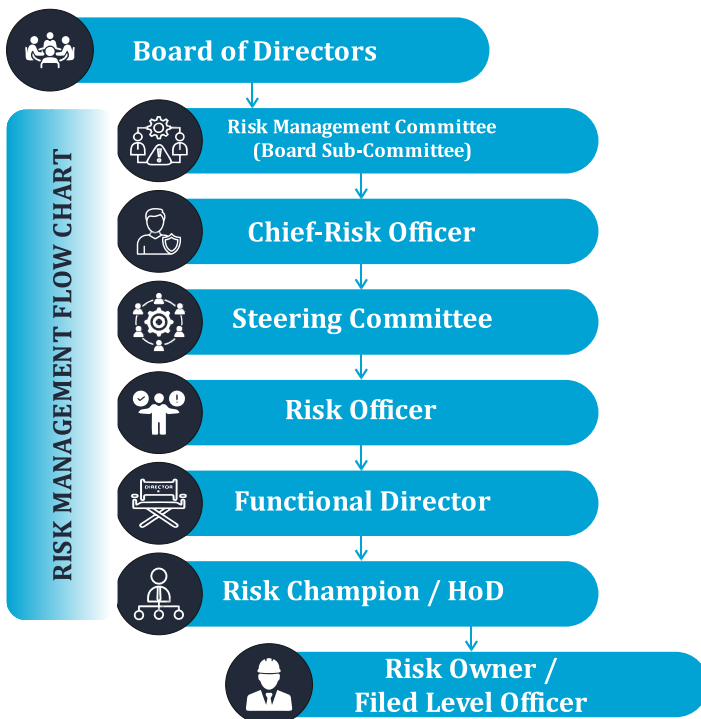 Board of Directors
RISK MANAGEMENT FLOW CHART
Risk Management Committee
(Board Sub-Committee)
Chief-Risk Officer
Steering Committee
Risk Officer
DIRECTOR
Functional Director
Risk Champion / HoD
Risk Owner /
Filed Level Officer